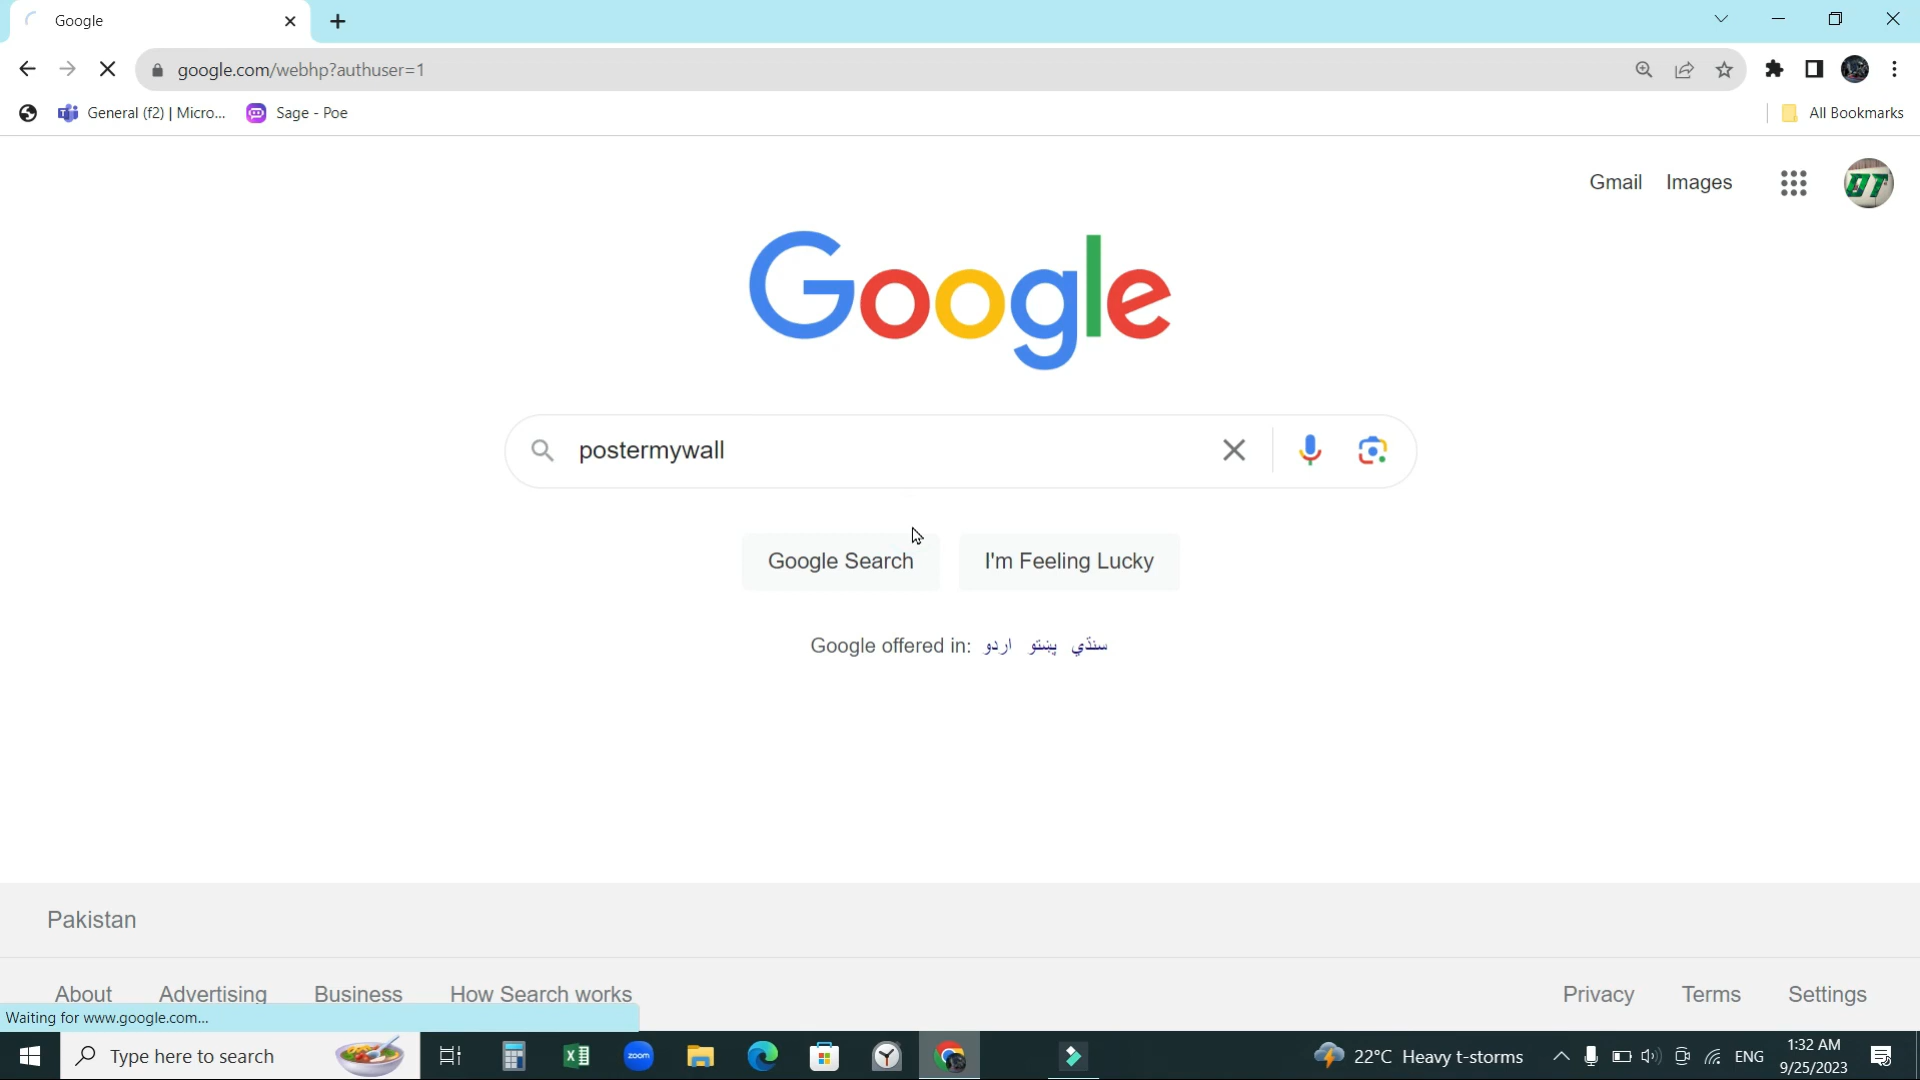 Google
google.com/webhp?authuser=1
General (f2) | Micro...
Sage - Poe
All Bookmarks
Gmail Images
07
Google
postermywall
Google Search
I'm Feeling Lucky
Google offered in: اردو پښتو سنڌي
Pakistan
About Advertising Business How Search works
Privacy Terms Settings
Waiting for www.google.com...
Type here to search
zoom
22°C Heavy t-storms
ENG
1:32 AM
9/25/2023